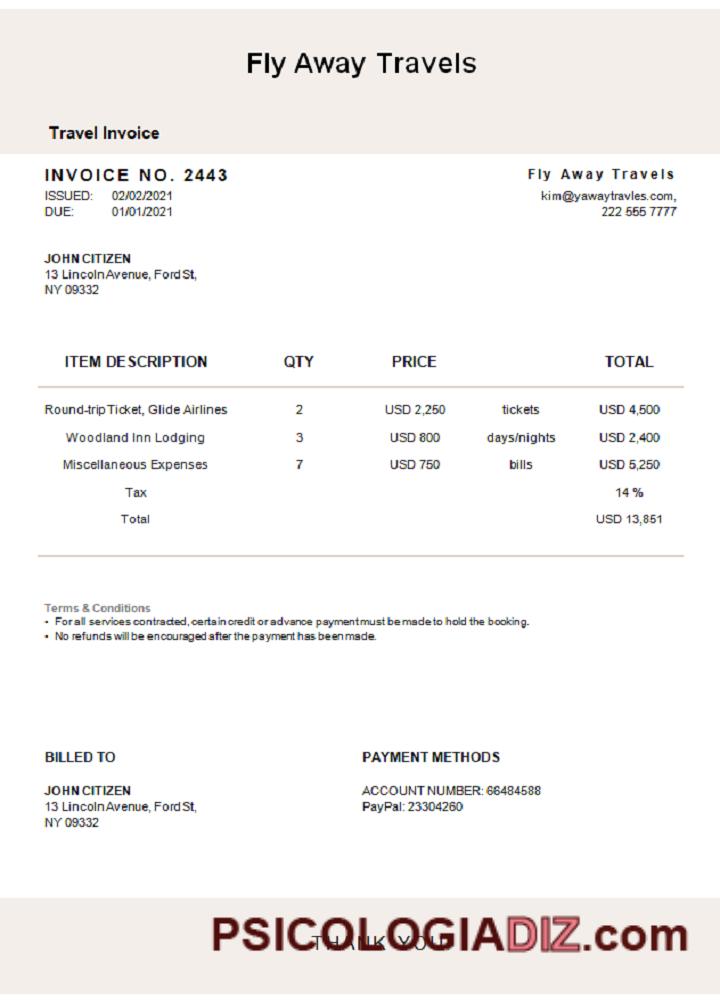 Fly Away Travels
Travel Invoice
INVOICE NO. 2443
ISSUED: 02/02/2021
DUE: 01/01/2021
Fly Away Travels
kim@yawaytravles.com,
222 555 7777
JOHN CITIZEN
13 Lincoln Avenue, Ford St,
NY 09332
ITEM DESCRIPTION QTY PRICE TOTAL
Round-trip Ticket, Glide Airlines 2 USD 2,250 tickets USD 4,500
Woodland Inn Lodging 3 USD 800 days/nights USD 2,400
Miscellaneous Expenses 7 USD 750 bills USD 5,250
Tax 14 %
Total USD 13,851
Terms & Conditions
• For all services contracted, certain credit or advance payment must be made to hold the booking.
• No refunds will be encouraged after the payment has been made.
BILLED TO
JOHN CITIZEN
13 Lincoln Avenue, Ford St,
NY 09332
PAYMENT METHODS
ACCOUNT NUMBER: 66484588
PayPal: 23304260
THANK YOU
PSICOLOGIADIZ.com